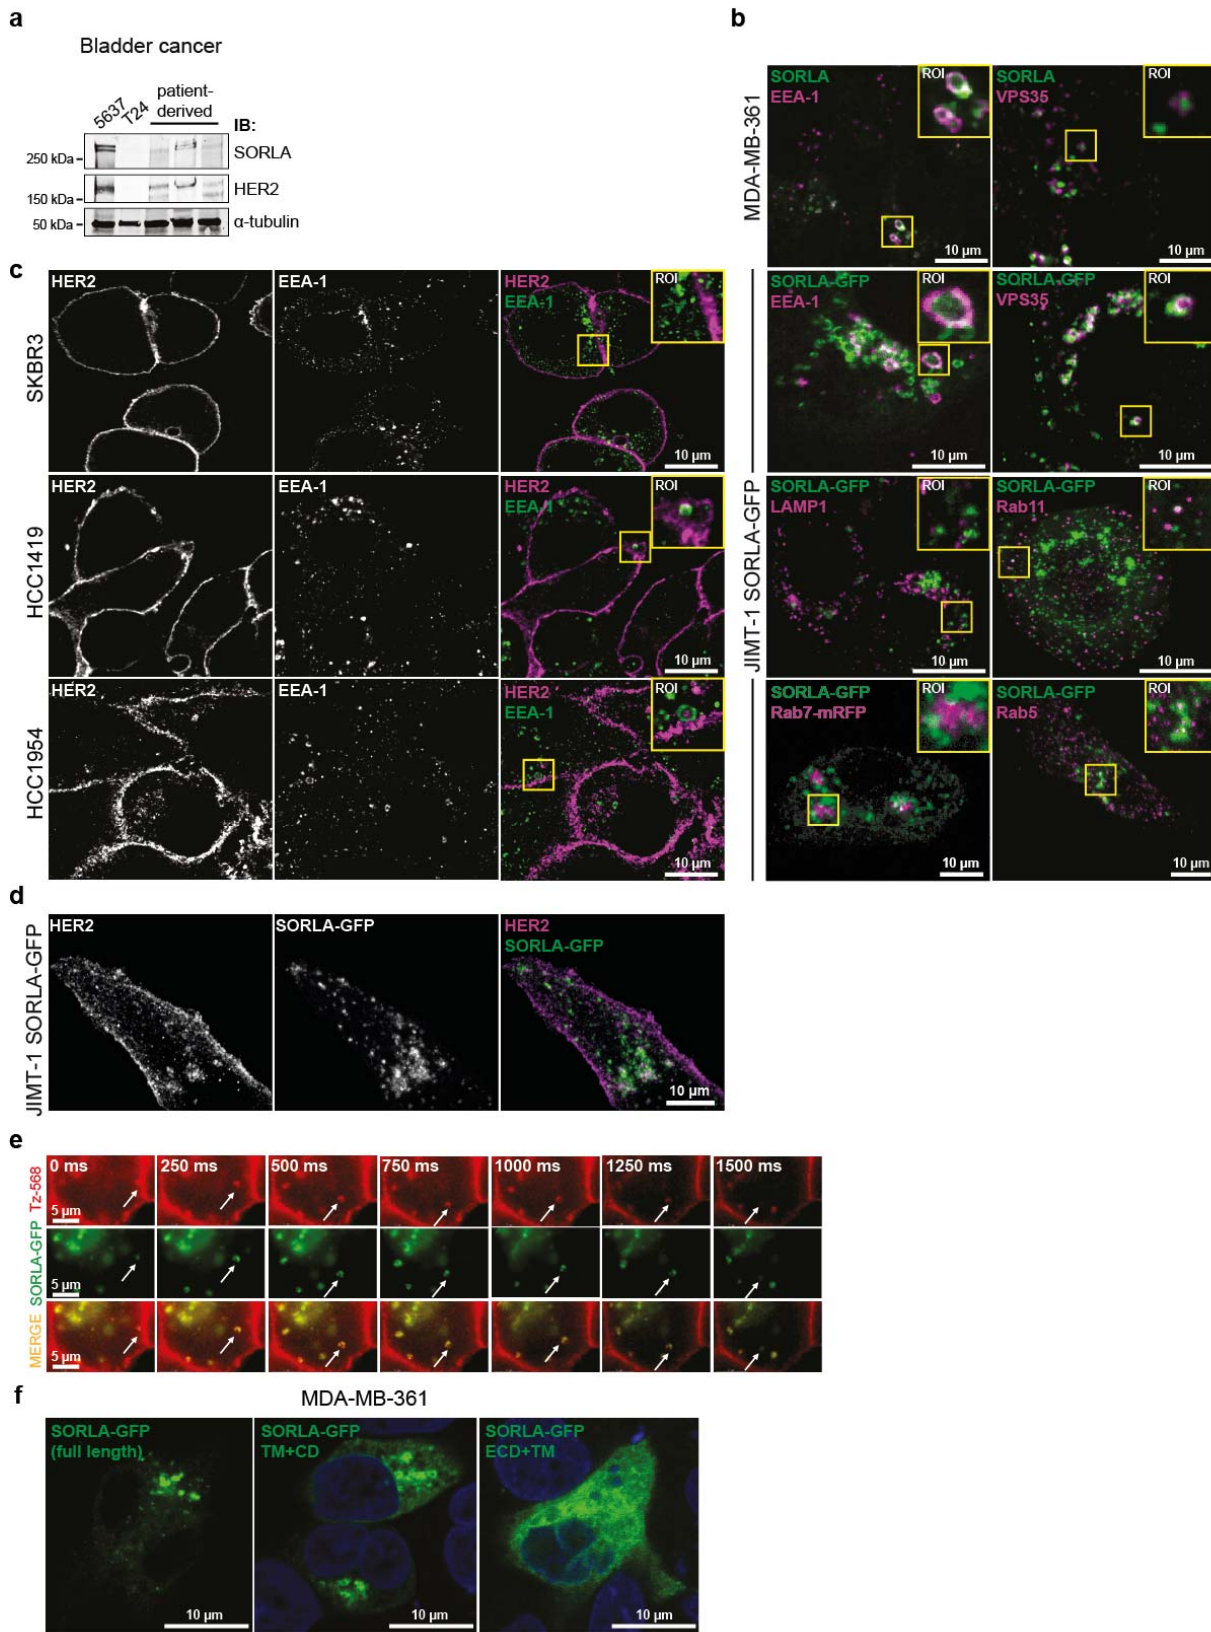 a
Bladder cancer
5637
T24
patient-
derived
IB:
250 kDa
SORLA
150 kDa
HER2
50 kDa
α-tubulin
b
MDA-MB-361
SORLA
EEA-1
ROI
10 µm
SORLA
VPS35
ROI
10 µm
JIMT-1 SORLA-GFP
SORLA-GFP
EEA-1
ROI
10 µm
SORLA-GFP
VPS35
ROI
10 µm
SORLA-GFP
LAMP1
ROI
10 µm
SORLA-GFP
Rab11
ROI
10 µm
SORLA-GFP
Rab7-mRFP
ROI
10 µm
SORLA-GFP
Rab5
ROI
10 µm
c
SKBR3
HER2
EEA-1
HER2
EEA-1
ROI
10 µm
HCC1419
HER2
EEA-1
HER2
EEA-1
ROI
10 µm
HCC1954
HER2
EEA-1
HER2
EEA-1
ROI
10 µm
d
JIMT-1 SORLA-GFP
HER2
SORLA-GFP
HER2
SORLA-GFP
10 µm
e
Tz-568
0 ms
250 ms
500 ms
750 ms
1000 ms
1250 ms
1500 ms
5 µm
SORLA-GFP
5 µm
MERGE
5 µm
f
MDA-MB-361
SORLA-GFP
(full length)
10 µm
SORLA-GFP
TM+CD
10 µm
SORLA-GFP
ECD+TM
10 µm